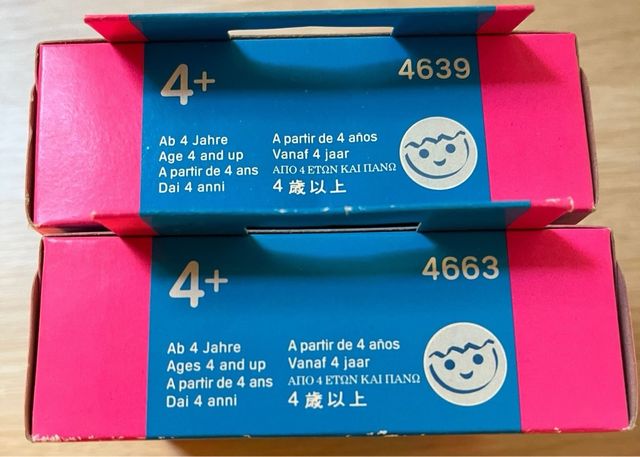 4+
4639
Ab 4 Jahre
Age 4 and up
A partir de 4 ans
Dai 4 anni
A partir de 4 años
Vanaf 4 jaar
ΑΠΟ 4 ΕΤΩΝ ΚΑΙ ΠΑΝΩ
4 歳以上
4+
4663
Ab 4 Jahre
Ages 4 and up
A partir de 4 ans
Dai 4 anni
A partir de 4 años
Vanaf 4 jaar
ΑΠΟ 4 ΕΤΩΝ ΚΑΙ ΠΑΝΩ
4 歳以上